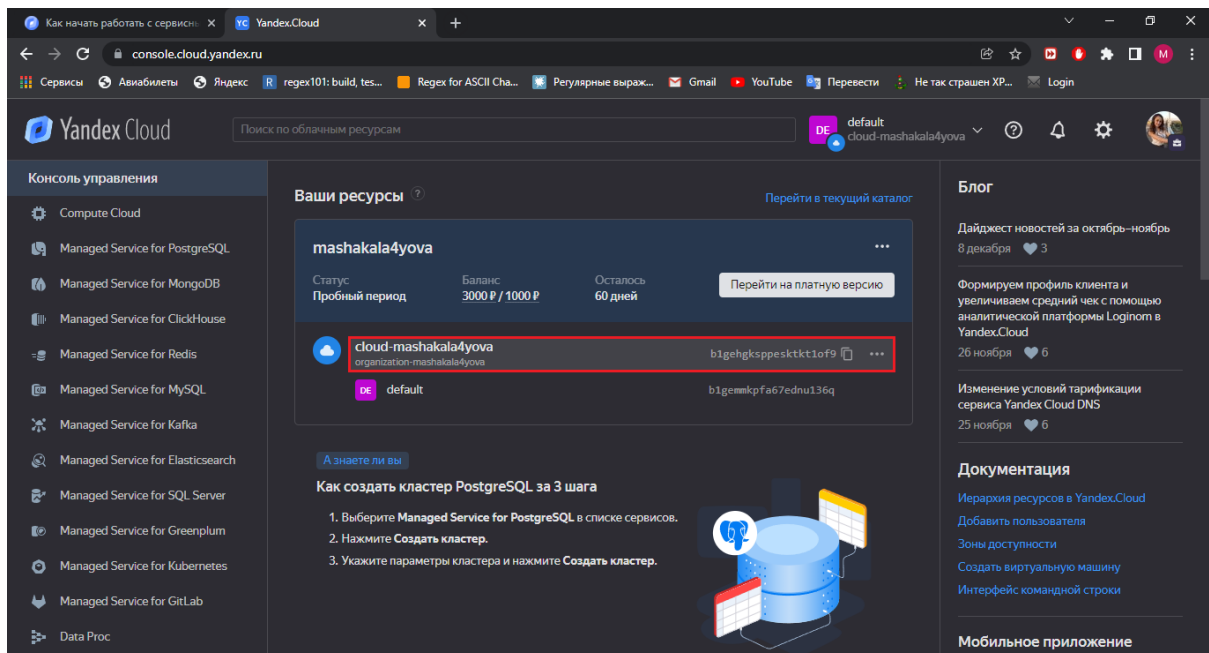 Как начать работать с сервисны
Yandex.Cloud
console.cloud.yandex.ru
M
Сервисы
Авиабилеты
Яндекс
regex101: build, tes...
Regex for ASCII Cha...
Регулярные выраж...
Gmail
YouTube
Перевести
Не так страшен XP...
Login
Yandex Cloud
Поиск по облачным ресурсам
DE
default
cloud-mashakala4yova
Консоль управления
Compute Cloud
Managed Service for PostgreSQL
Managed Service for MongoDB
Managed Service for ClickHouse
Managed Service for Redis
Managed Service for MySQL
Managed Service for Kafka
Managed Service for Elasticsearch
Managed Service for SQL Server
Managed Service for Greenplum
Managed Service for Kubernetes
Managed Service for GitLab
Data Proc
Ваши ресурсы
Перейти в текущий каталог
mashakala4yova
Статус
Пробный период
Баланс
3000 ₽ / 1000 ₽
Осталось
60 дней
Перейти на платную версию
cloud-mashakala4yova
organization-mashakala4yova
b1gehgksppesktkt1of9
DE
default
b1gemmkpfa67ednu136q
А знаете ли вы
Как создать кластер PostgreSQL за 3 шага
1. Выберите Managed Service for PostgreSQL в списке сервисов.
2. Нажмите Создать кластер.
3. Укажите параметры кластера и нажмите Создать кластер.
Блог
Дайджест новостей за октябрь–ноябрь
8 декабря 3
Формируем профиль клиента и
увеличиваем средний чек с помощью
аналитической платформы Loginom в
Yandex.Cloud
26 ноября 6
Изменение условий тарификации
сервиса Yandex Cloud DNS
25 ноября 6
Документация
Иерархия ресурсов в Yandex.Cloud
Добавить пользователя
Зоны доступности
Создать виртуальную машину
Интерфейс командной строки
Мобильное приложение